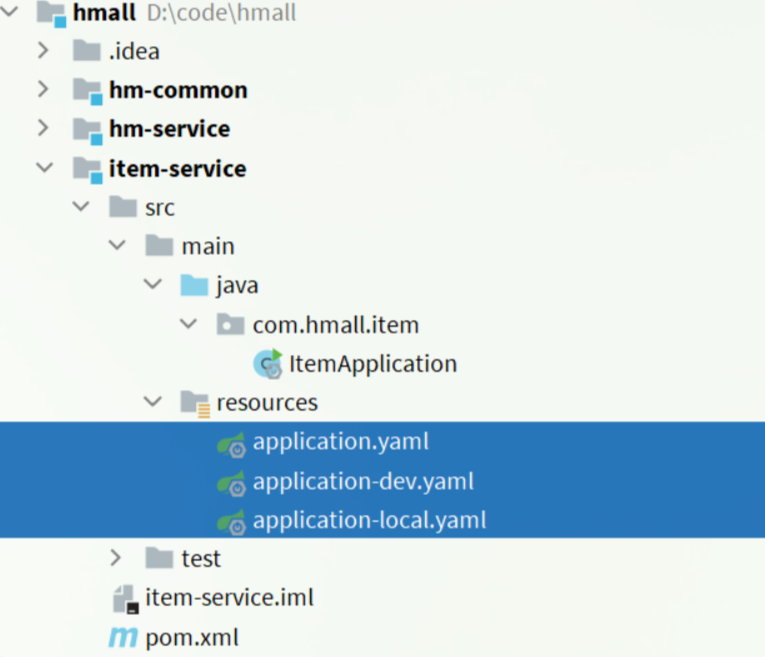 hmall D:\code\hmall
.idea
hm-common
hm-service
item-service
src
main
java
com.hmall.item
ItemApplication
resources
application.yaml
application-dev.yaml
application-local.yaml
test
item-service.iml
pom.xml